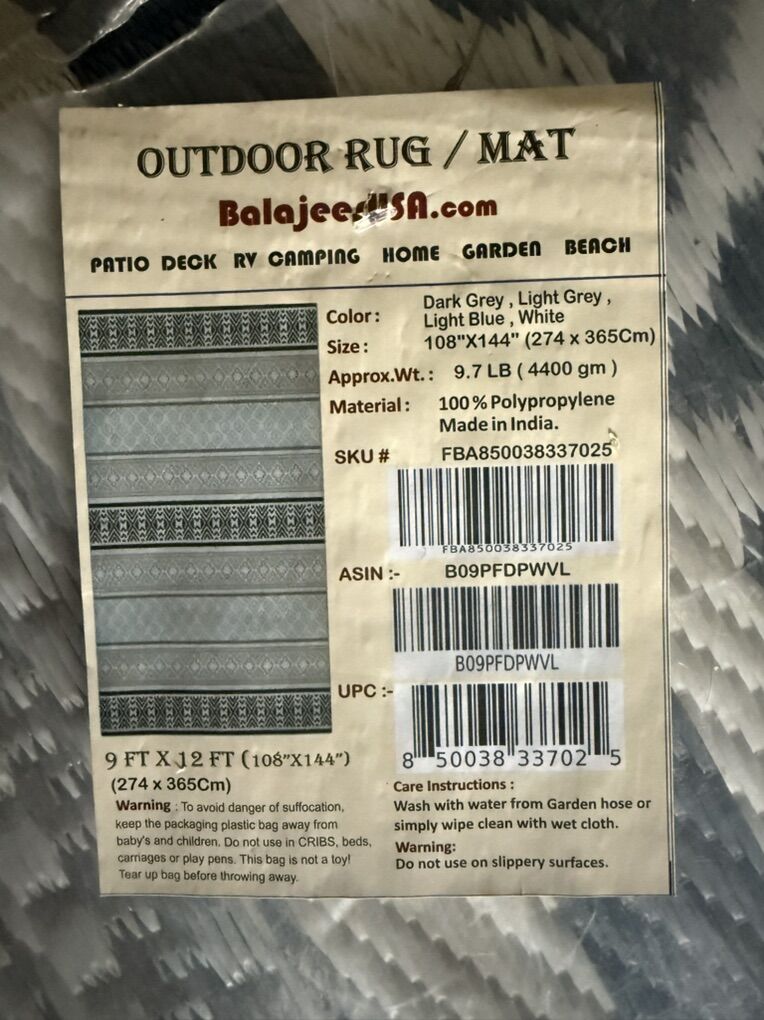 OUTDOOR RUG / MAT
BalajeesUSA.com
PATIO DECK RV CAMPING HOME GARDEN BEACH
Color: Dark Grey , Light Grey ,
Light Blue , White
Size: 108"X144" (274 x 365Cm)
Approx.Wt.: 9.7 LB ( 4400 gm )
Material: 100% Polypropylene
Made in India.
SKU # FBA850038337025
FBA850038337025
ASIN :- B09PFDPWVL
B09PFDPWVL
UPC :-
8 50038 33702 5
9 FT X 12 FT (108"X144")
(274 x 365Cm)
Warning : To avoid danger of suffocation,
keep the packaging plastic bag away from
baby's and children. Do not use in CRIBS, beds,
carriages or play pens. This bag is not a toy!
Tear up bag before throwing away.
Care Instructions :
Wash with water from Garden hose or
simply wipe clean with wet cloth.
Warning:
Do not use on slippery surfaces.